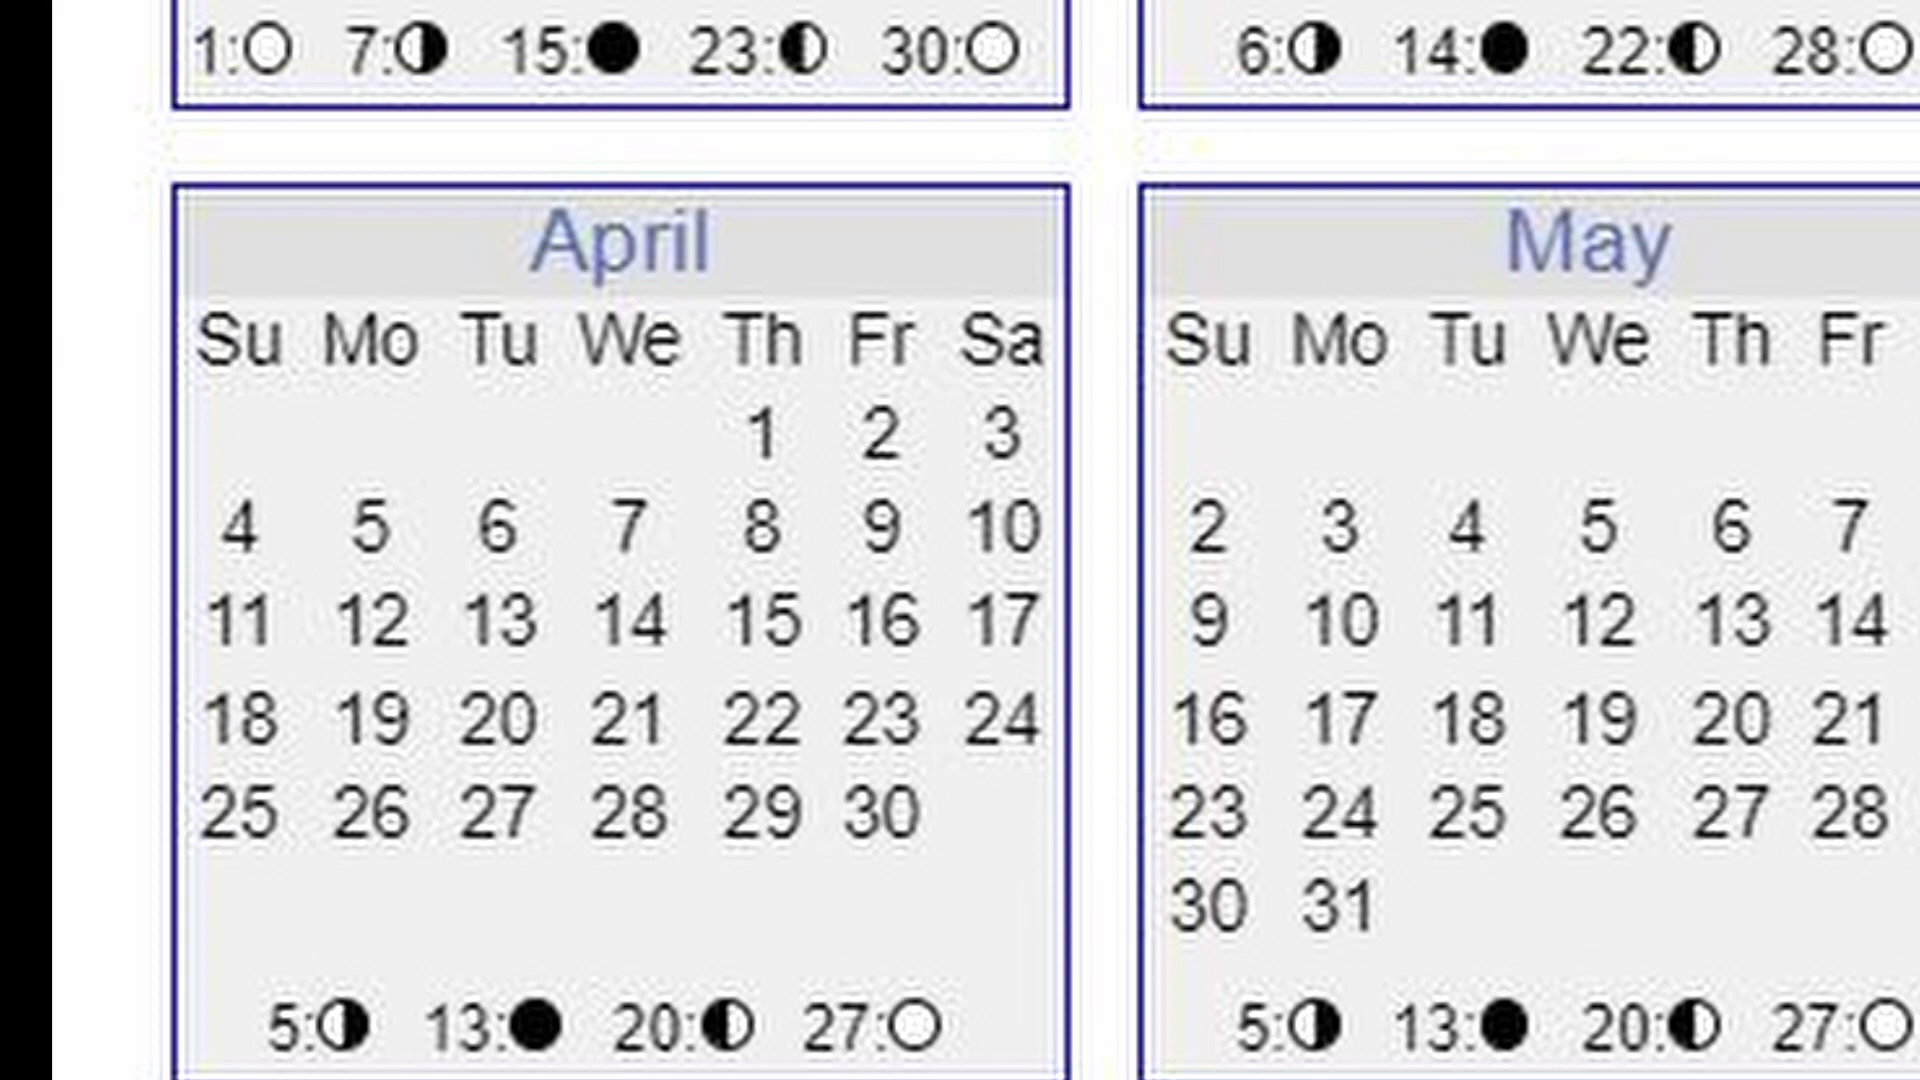 1: 7: 15: 23: 30:
6: 14: 22: 28:
April
Su Mo Tu We Th Fr Sa
1 2 3
4 5 6 7 8 9 10
11 12 13 14 15 16 17
18 19 20 21 22 23 24
25 26 27 28 29 30
5: 13: 20: 27:
May
Su Mo Tu We Th Fr
2 3 4 5 6 7
9 10 11 12 13 14
16 17 18 19 20 21
23 24 25 26 27 28
30 31
5: 13: 20: 27: